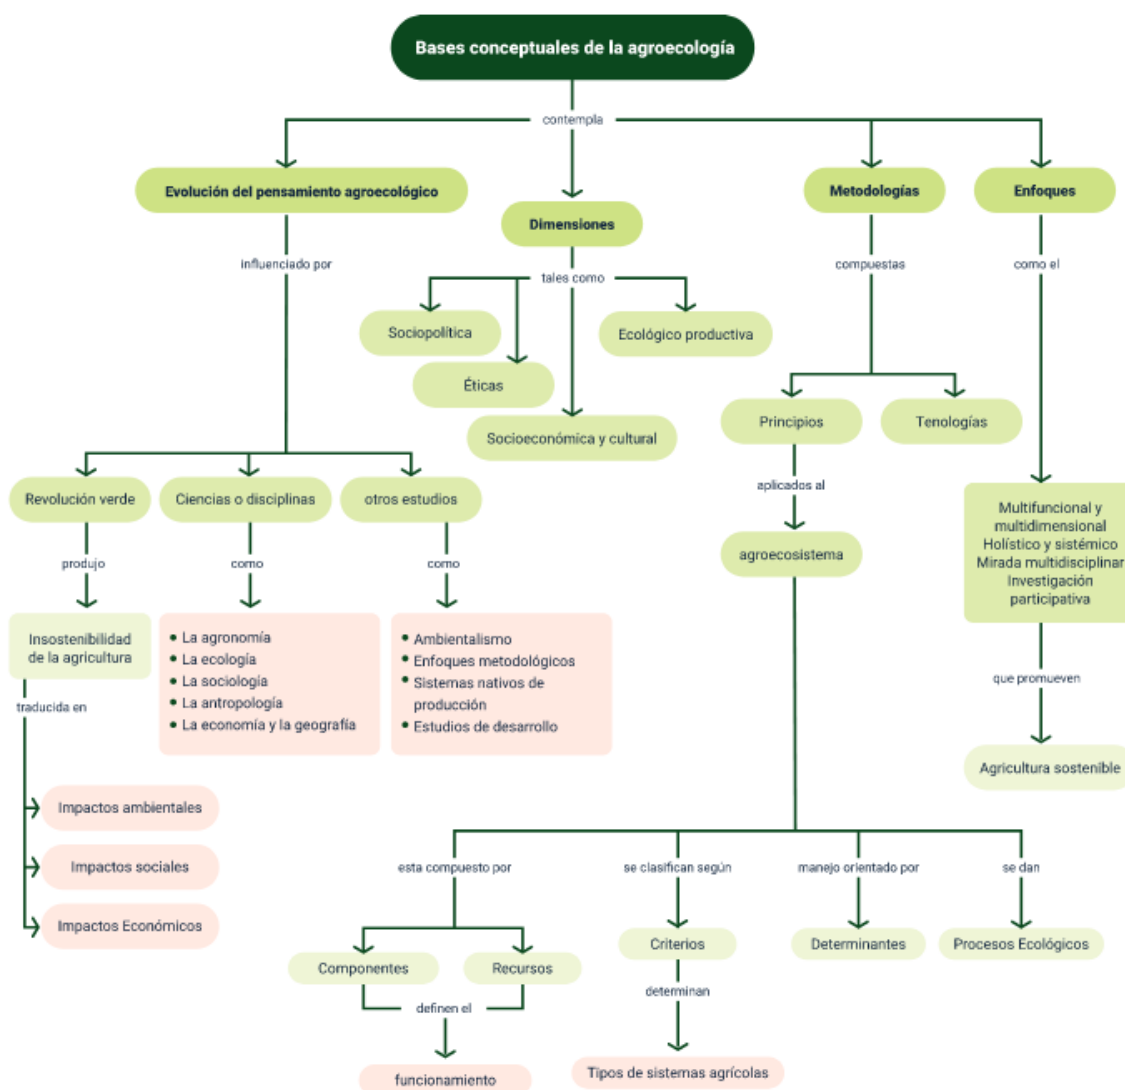 Bases conceptuales de la agroecología
contempla
Evolución del pensamiento agroecológico
Dimensiones
Metodologías
Enfoques
influenciado por
tales como
compuestas
como el
Sociopolítica
Éticas
Socioeconómica y cultural
Ecológico productiva
Principios
Tenologías
Revolución verde
Ciencias o disciplinas
otros estudios
aplicados al
agroecosistema
Multifuncional y
multidimensional
Holístico y sistémico
Mirada multidisciplinar
Investigación
participativa
produjo
como
como
Insostenibilidad
de la agricultura
• La agronomía
• La ecología
• La sociología
• La antropología
• La economía y la geografía
• Ambientalismo
• Enfoques metodológicos
• Sistemas nativos de
producción
• Estudios de desarrollo
que promueven
Agricultura sostenible
traducida en
Impactos ambientales
Impactos sociales
Impactos Económicos
esta compuesto por
se clasifican según
manejo orientado por
se dan
Componentes
Recursos
Criterios
Determinantes
Procesos Ecológicos
definen el
determinan
funcionamiento
Tipos de sistemas agrícolas